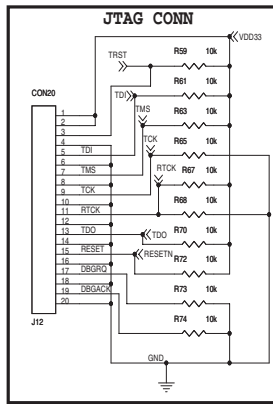 JTAG CONN
VDD33
R59 10k
TRST
CON20
R61 10k
TDI
TMS
R63 10k
1
2
TCK
R65 10k
3
4
5 TDI
RTCK
R67 10k
6
7 TMS
8
9 TCK
R68 10k
10
11 RTCK
12
13 TDO
TDO
R70 10k
14
15 RESET
RESETN
R72 10k
16
17 DBGRQ
R73 10k
18
19 DBGACK
20
R74 10k
J12
GND